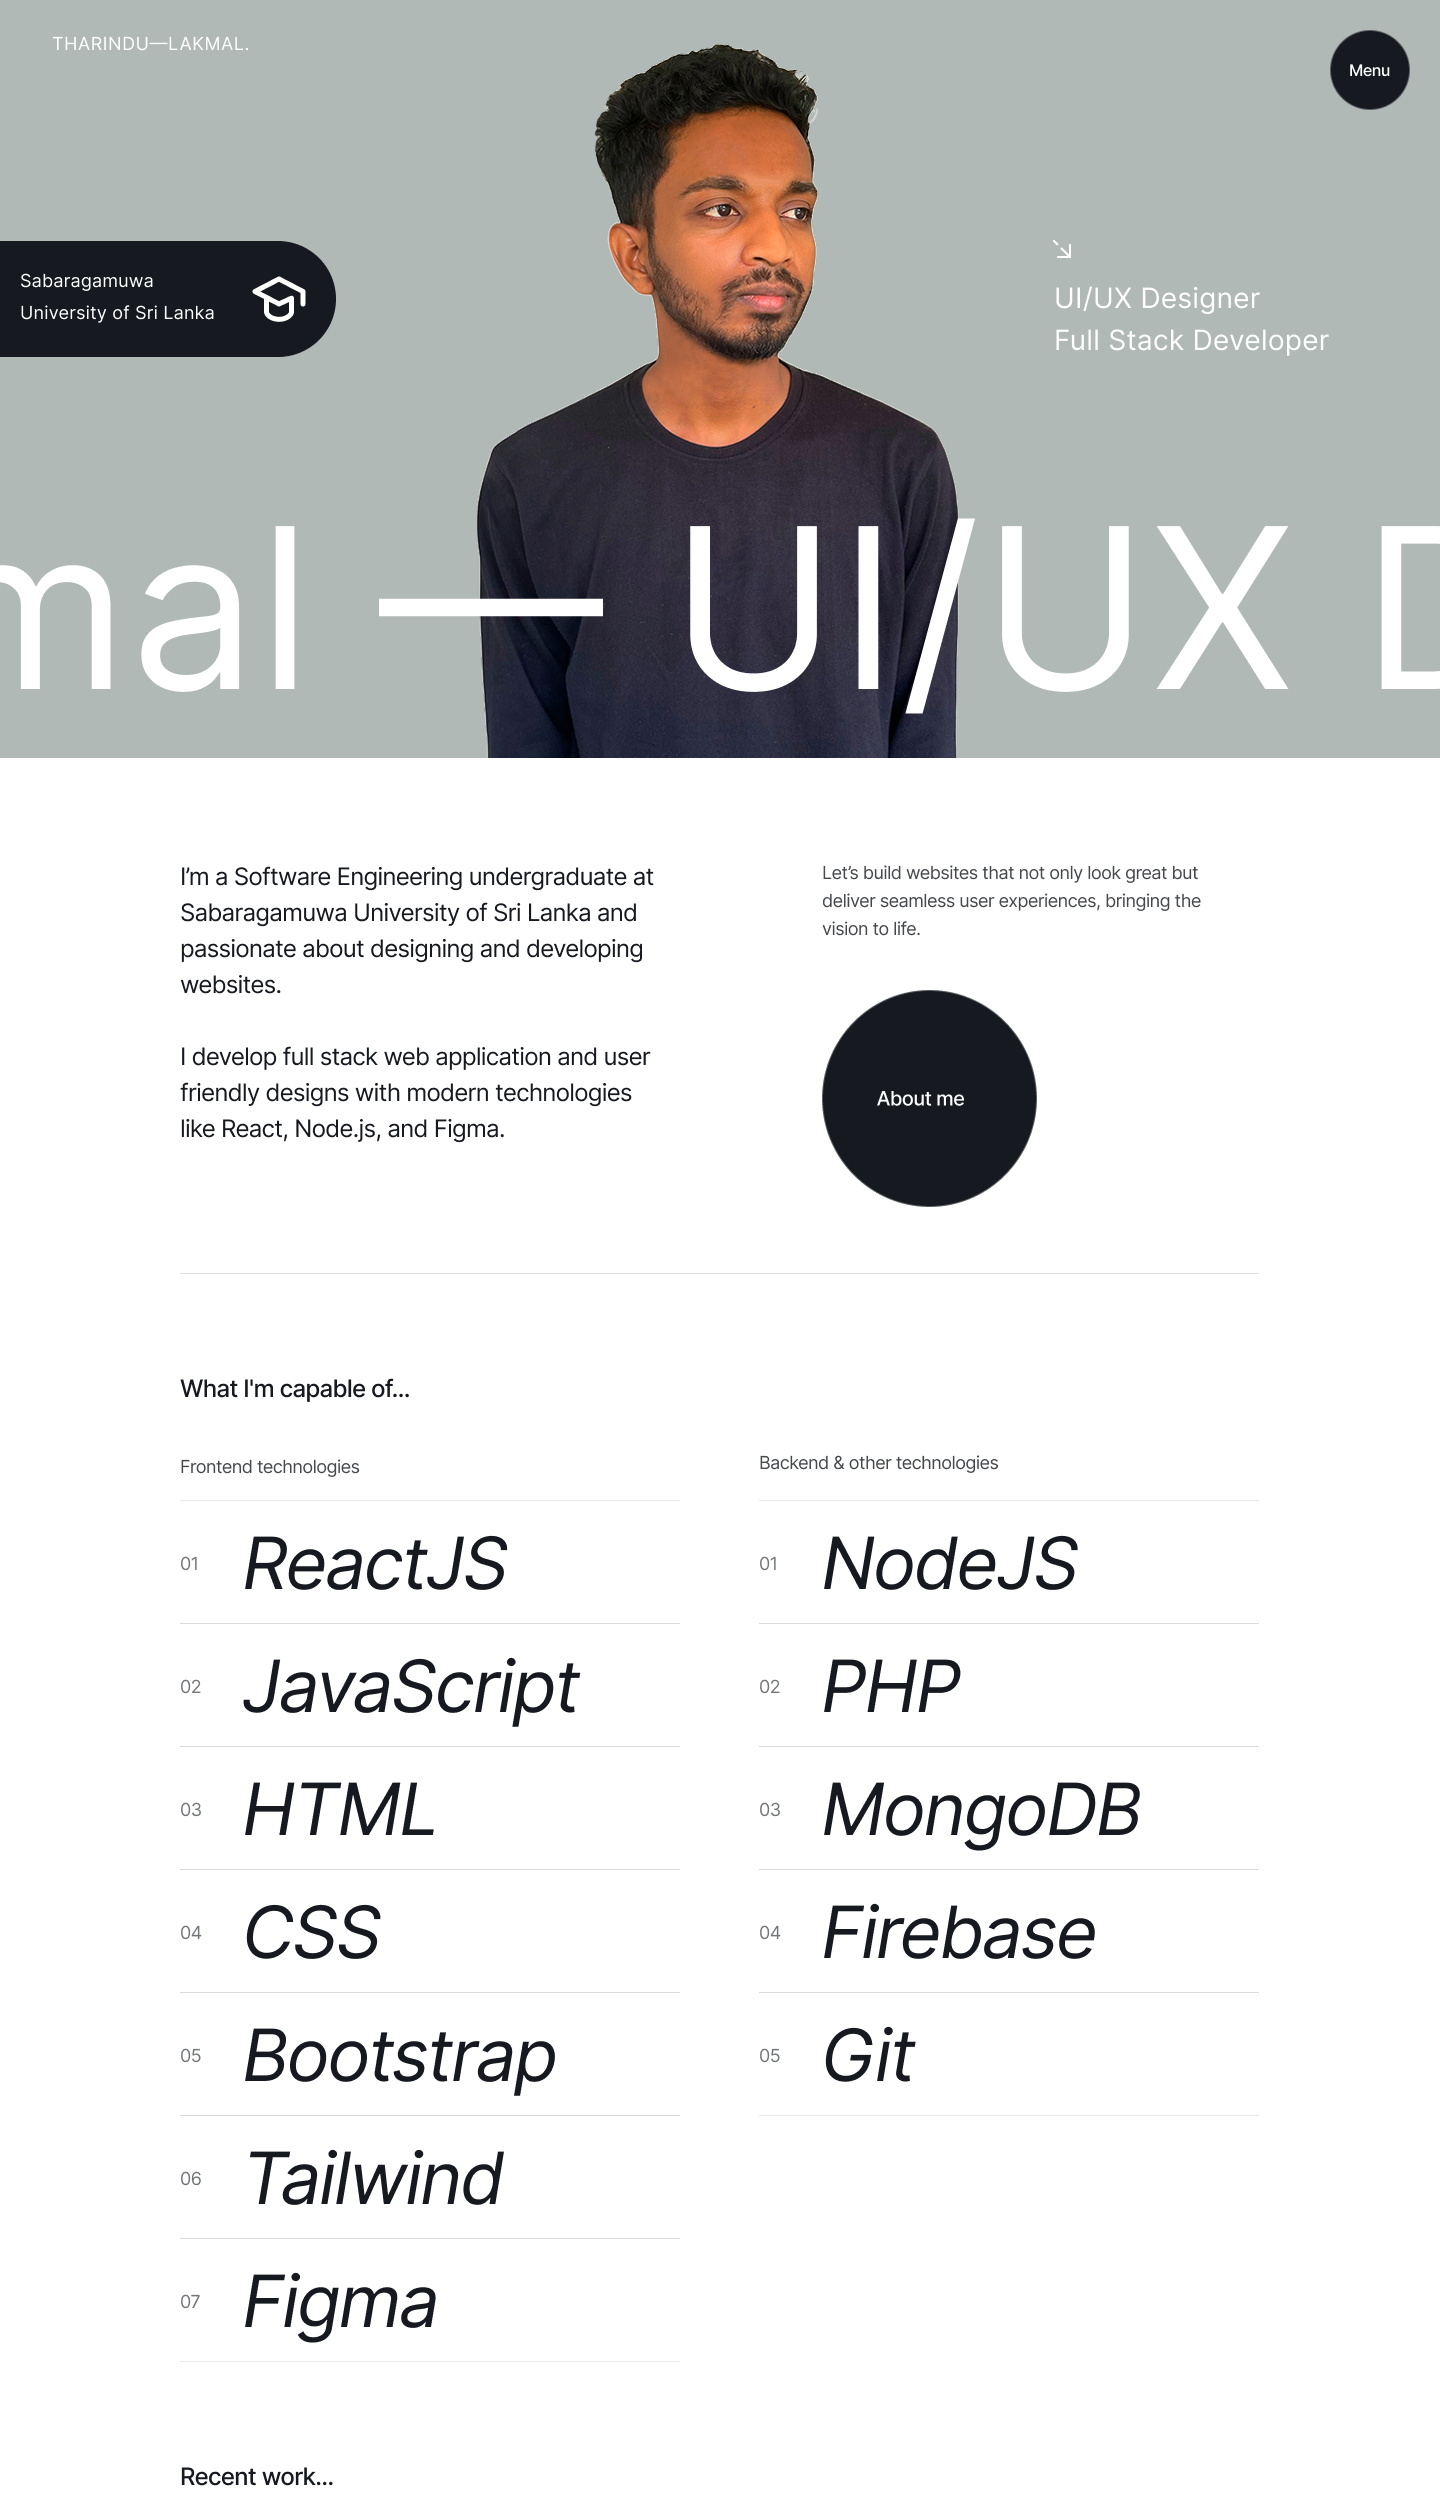 THARINDU—LAKMAL.
Menu
Sabaragamuwa
University of Sri Lanka
UI/UX Designer
Full Stack Developer
mal — UI/UX D
I’m a Software Engineering undergraduate at
Sabaragamuwa University of Sri Lanka and
passionate about designing and developing
websites.
I develop full stack web application and user
friendly designs with modern technologies
like React, Node.js, and Figma.
Let’s build websites that not only look great but
deliver seamless user experiences, bringing the
vision to life.
About me
What I'm capable of...
Frontend technologies
01 ReactJS
02 JavaScript
03 HTML
04 CSS
05 Bootstrap
06 Tailwind
07 Figma
Backend & other technologies
01 NodeJS
02 PHP
03 MongoDB
04 Firebase
05 Git
Recent work...